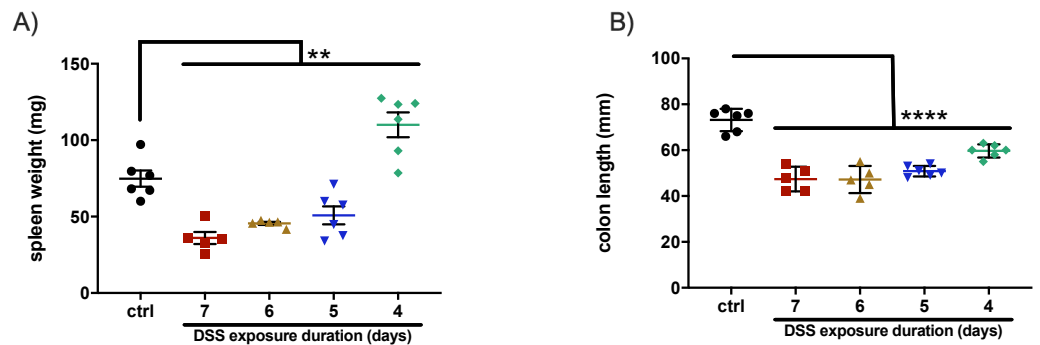 A)
**
150
100
50
0
spleen weight (mg)
ctrl 7 6 5 4
DSS exposure duration (days)
B)
100
80
60
40
20
0
colon length (mm)
****
ctrl 7 6 5 4
DSS exposure duration (days)